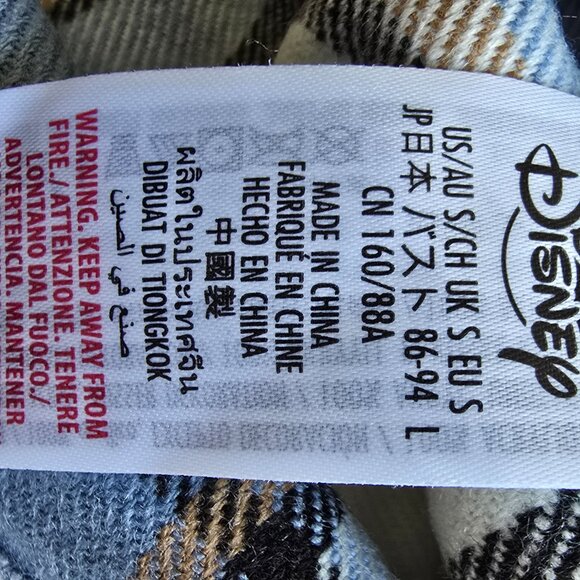 Disney
US/AU S/CH UK S EU S
JP日本 バスト 86-94 L
CN 160/88A
MADE IN CHINA
FABRIQUÉ EN CHINE
HECHO EN CHINA
中國製
ผลิตในประเทศจีน
DIBUAT DI TIONGKOK
صنع في الصين
WARNING. KEEP AWAY FROM
FIRE./ ATTENZIONE. TENERE
LONTANO DAL FUOCO./
ADVERTENCIA. MANTENER